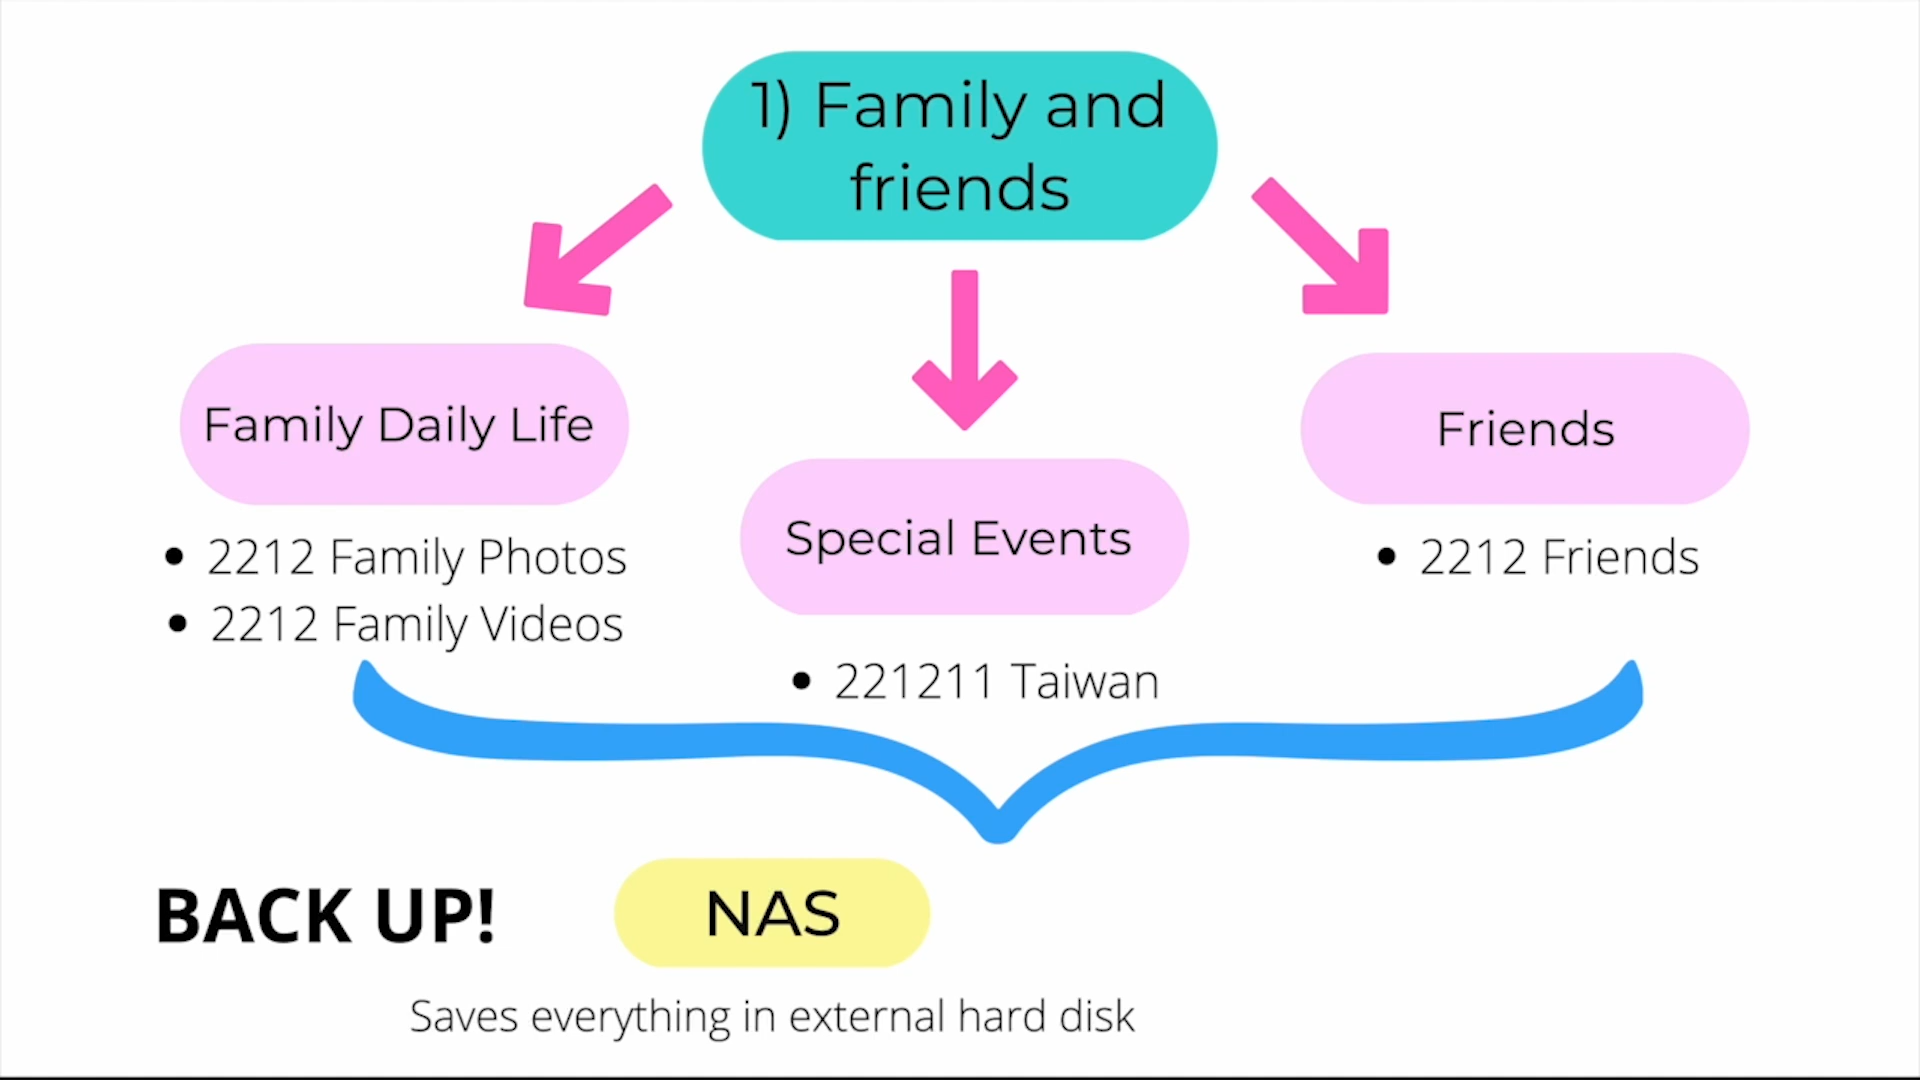 1) Family and
friends
Family Daily Life
• 2212 Family Photos
• 2212 Family Videos
Special Events
• 221211 Taiwan
Friends
• 2212 Friends
BACK UP!
NAS
Saves everything in external hard disk